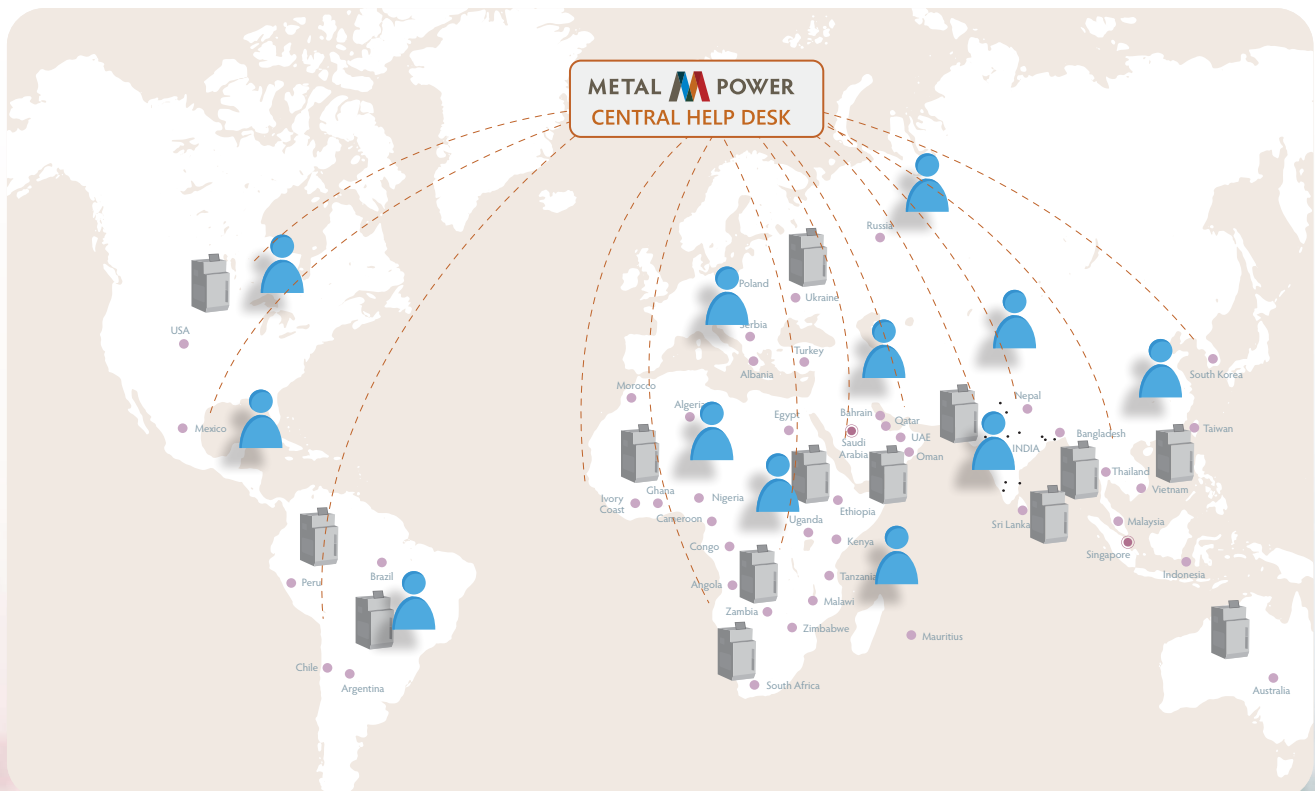 METAL POWER
CENTRAL HELP DESK
Russia
Poland
Ukraine
Serbia
USA
Turkey
Albania
South Korea
Morocco
Algeria
Nepal
Egypt
Bahrain
Qatar
Mexico
Saudi
Arabia
UAE
Oman
INDIA
Bangladesh
Taiwan
Thailand
Vietnam
Ivory
Coast
Ghana
Nigeria
Ethiopia
Cameroon
Uganda
Sri Lanka
Malaysia
Congo
Kenya
Singapore
Indonesia
Peru
Brazil
Angola
Tanzania
Malawi
Zambia
Zimbabwe
Mauritius
Chile
Argentina
South Africa
Australia